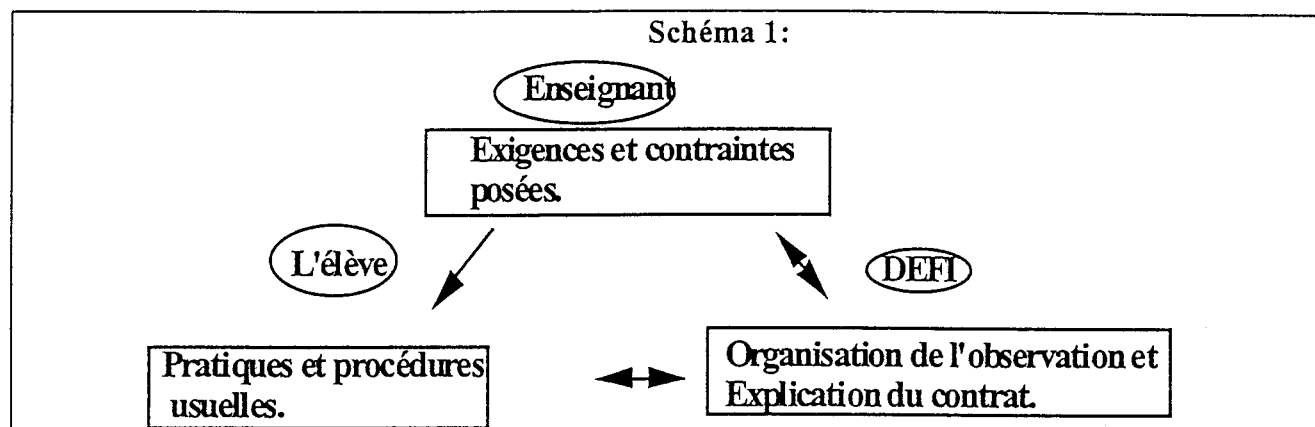 Schéma 1:
Enseignant
Exigences et contraintes
posées.
L'élève
DEFI
Pratiques et procédures
usuelles.
Organisation de l'observation et
Explication du contrat.